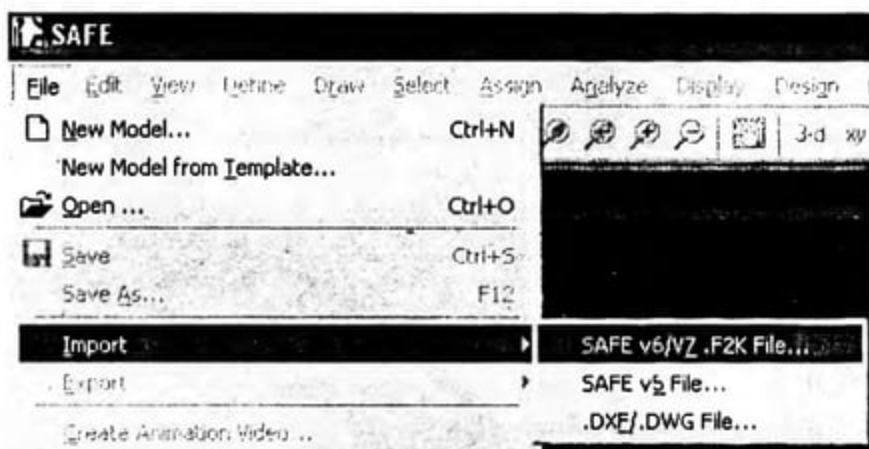 SAFE
File Edit View Define Draw Select Assign Analyze Display Design
New Model... Ctrl+N
New Model from Template...
Open ... Ctrl+O
3-d xy
Save Ctrl+S
Save As... F12
Import
SAFE v6/V7 .F2K File...
Export
SAFE v5 File...
.DXF/.DWG File...
Create Animation Video ...